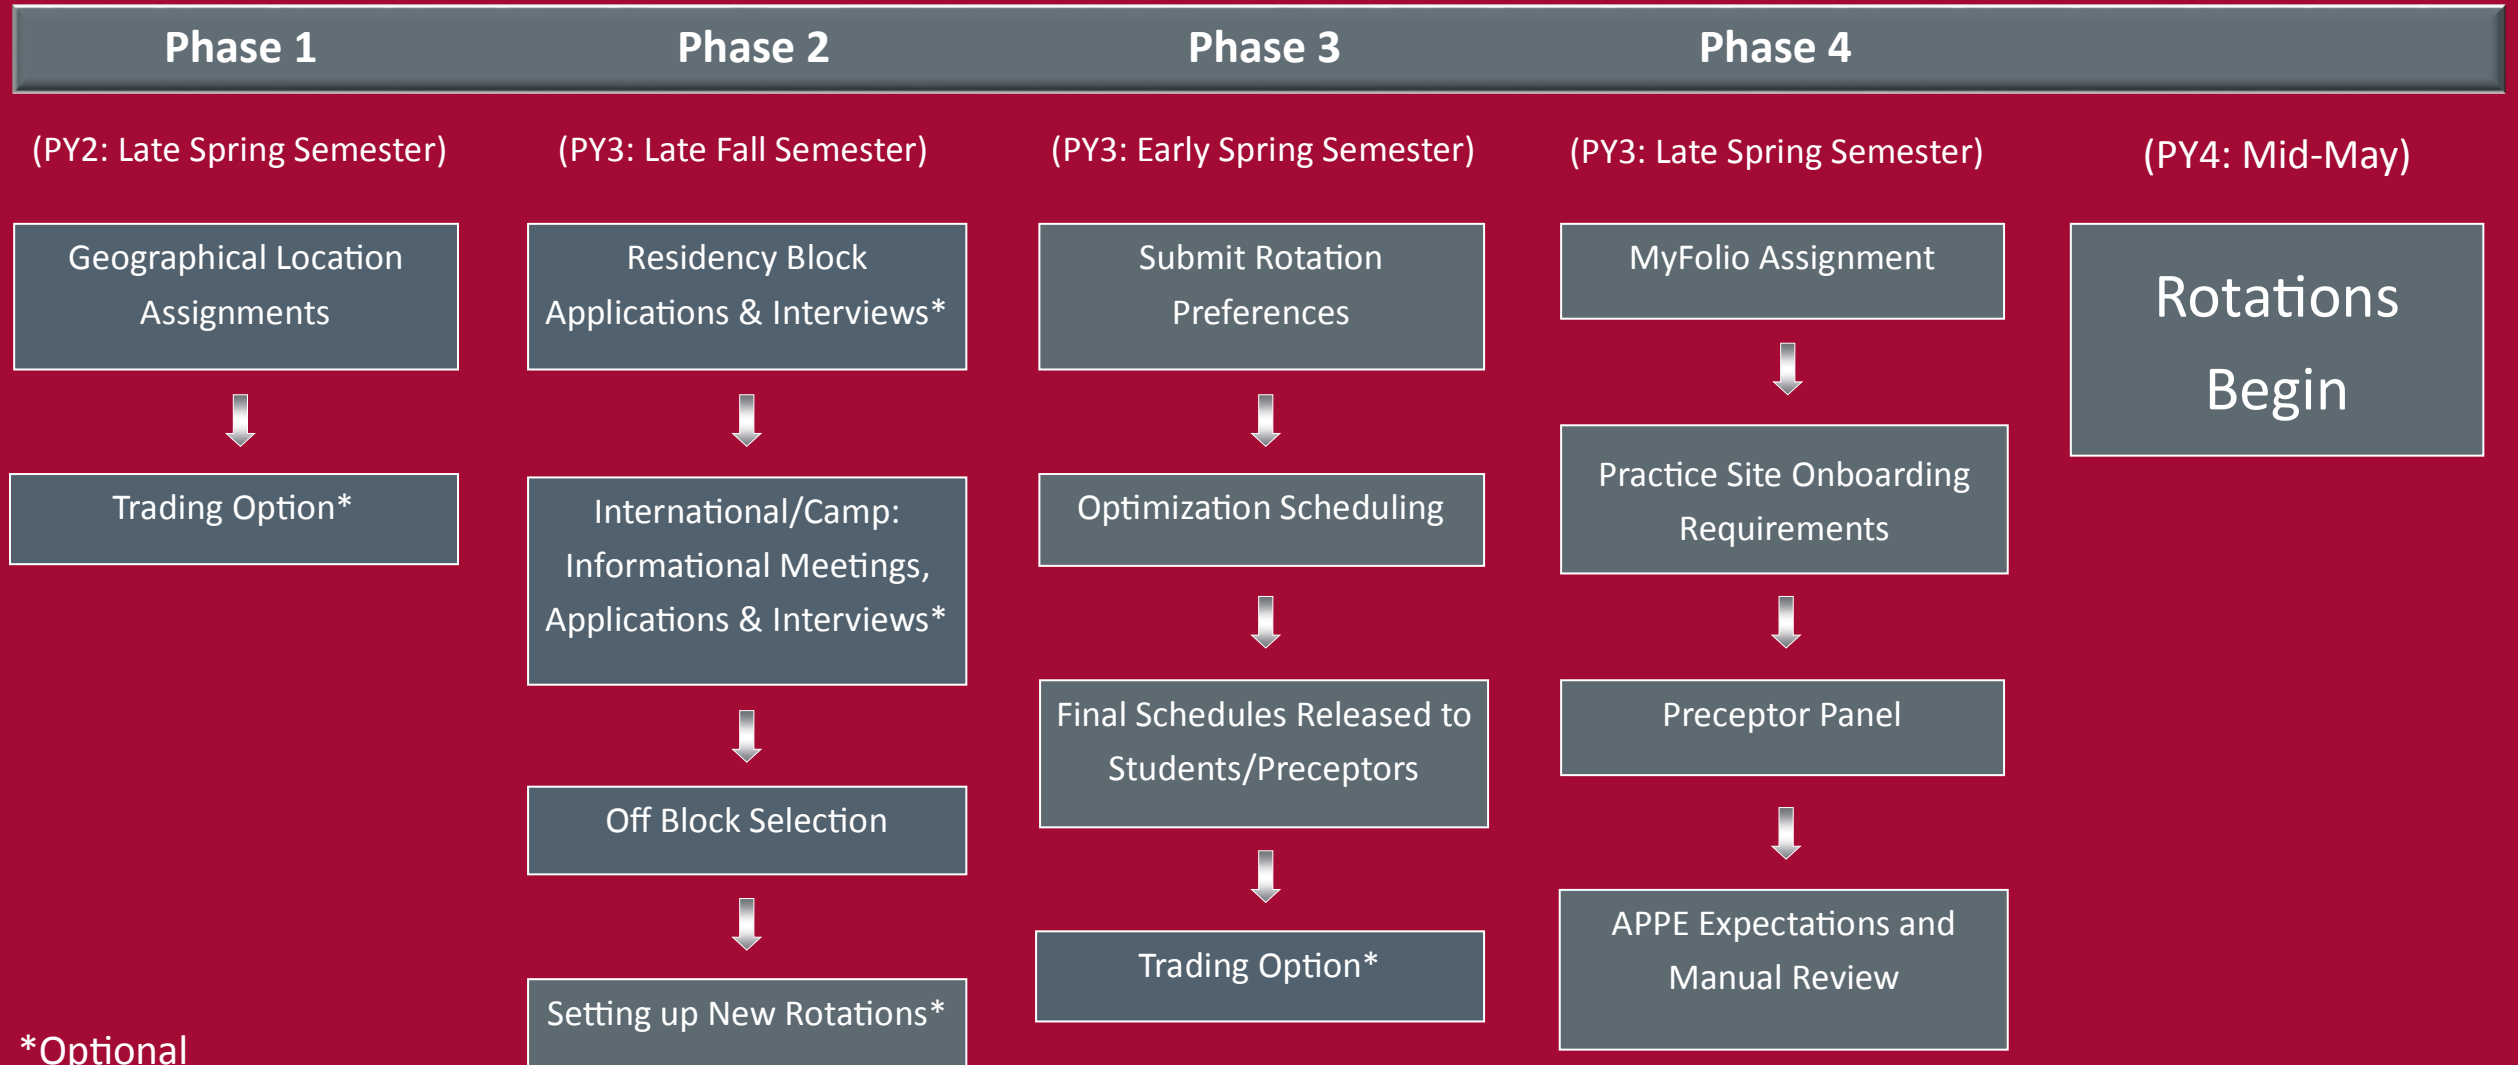 Phase 1
Phase 2
Phase 3
Phase 4
(PY2: Late Spring Semester)
(PY3: Late Fall Semester)
(PY3: Early Spring Semester)
(PY3: Late Spring Semester)
(PY4: Mid-May)
Geographical Location
Assignments
Trading Option*
Residency Block
Applications & Interviews*
International/Camp:
Informational Meetings,
Applications & Interviews*
Off Block Selection
Setting up New Rotations*
Submit Rotation
Preferences
Optimization Scheduling
Final Schedules Released to
Students/Preceptors
Trading Option*
MyFolio Assignment
Practice Site Onboarding
Requirements
Preceptor Panel
APPE Expectations and
Manual Review
Rotations
Begin
*Optional